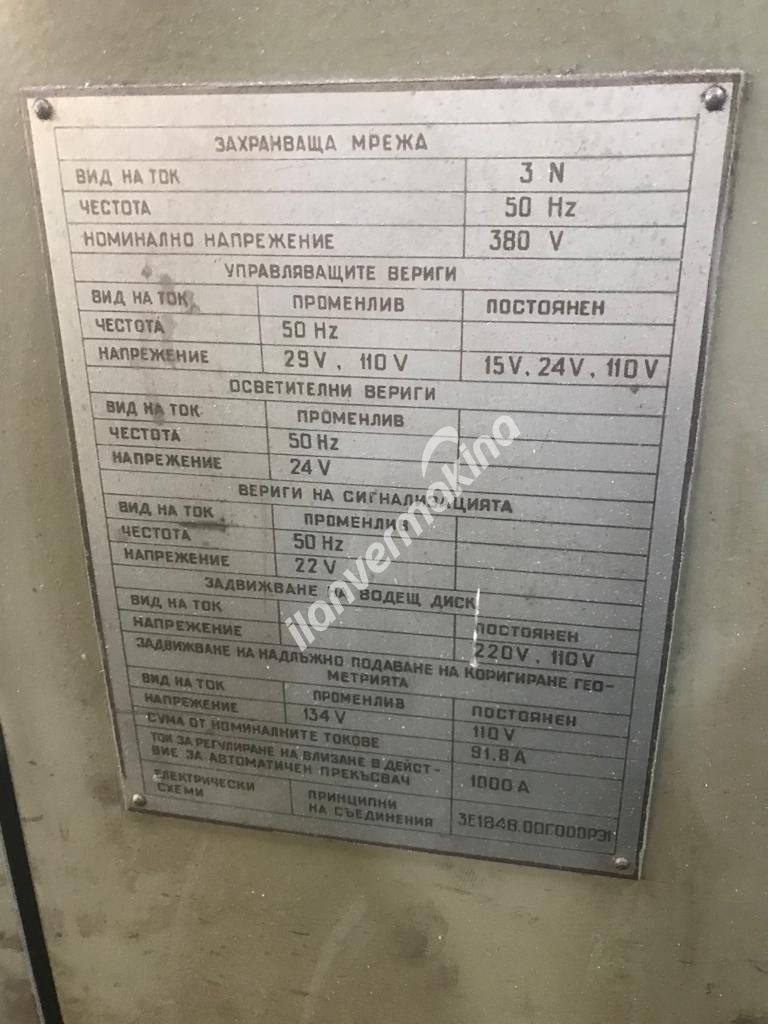 ЗАХРАНВАЩА МРЕЖА
ВИД НА ТОК 3 N
ЧЕСТОТА 50 Hz
НОМИНАЛНО НАПРЕЖЕНИЕ 380 V
УПРАВЛЯВАЩИТЕ ВЕРИГИ
ВИД НА ТОК ПРОМЕНЛИВ ПОСТОЯНЕН
ЧЕСТОТА 50 Hz
НАПРЕЖЕНИЕ 29V, 110 V 15V, 24V, 110V
ОСВЕТИТЕЛНИ ВЕРИГИ
ВИД НА ТОК ПРОМЕНЛИВ
ЧЕСТОТА 50 Hz
НАПРЕЖЕНИЕ 24 V
ВЕРИГИ НА СИГНАЛИЗАЦИЯТА
ВИД НА ТОК ПРОМЕНЛИВ
ЧЕСТОТА 50 Hz
НАПРЕЖЕНИЕ 22 V
ЗАДВИЖВАНЕ НА ВОДЕЩ ДИСК
ВИД НА ТОК ПОСТОЯНЕН
НАПРЕЖЕНИЕ 220V, 110V
ЗАДВИЖВАНЕ НА НАДЛЪЖНО ПОДАВАНЕ НА КОРИГИРАНЕ ГЕО-
МЕТРИЯТА
ВИД НА ТОК ПРОМЕНЛИВ ПОСТОЯНЕН
НАПРЕЖЕНИЕ 134 V 110V
СУМА ОТ НОМИНАЛНИТЕ ТОКОВЕ 91.8 A
ТОК ЗА РЕГУЛИРАНЕ НА ВЛИЗАНЕ В ДЕЙСТ-
ВИЕ ЗА АВТОМАТИЧЕН ПРЕКЪСВАЧ 1000 A
ЕЛЕКТРИЧЕСКИ СХЕМИ ПРИНЦИПНИ НА СЪЕДИНЕНИЯ 3Е184В.00Г.000РЭ1
ilanvermakina